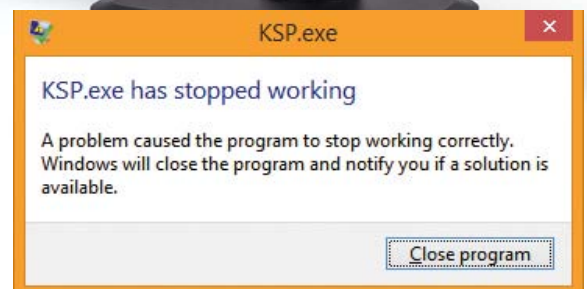 KSP.exe
KSP.exe has stopped working
A problem caused the program to stop working correctly.
Windows will close the program and notify you if a solution is
available.
Close program